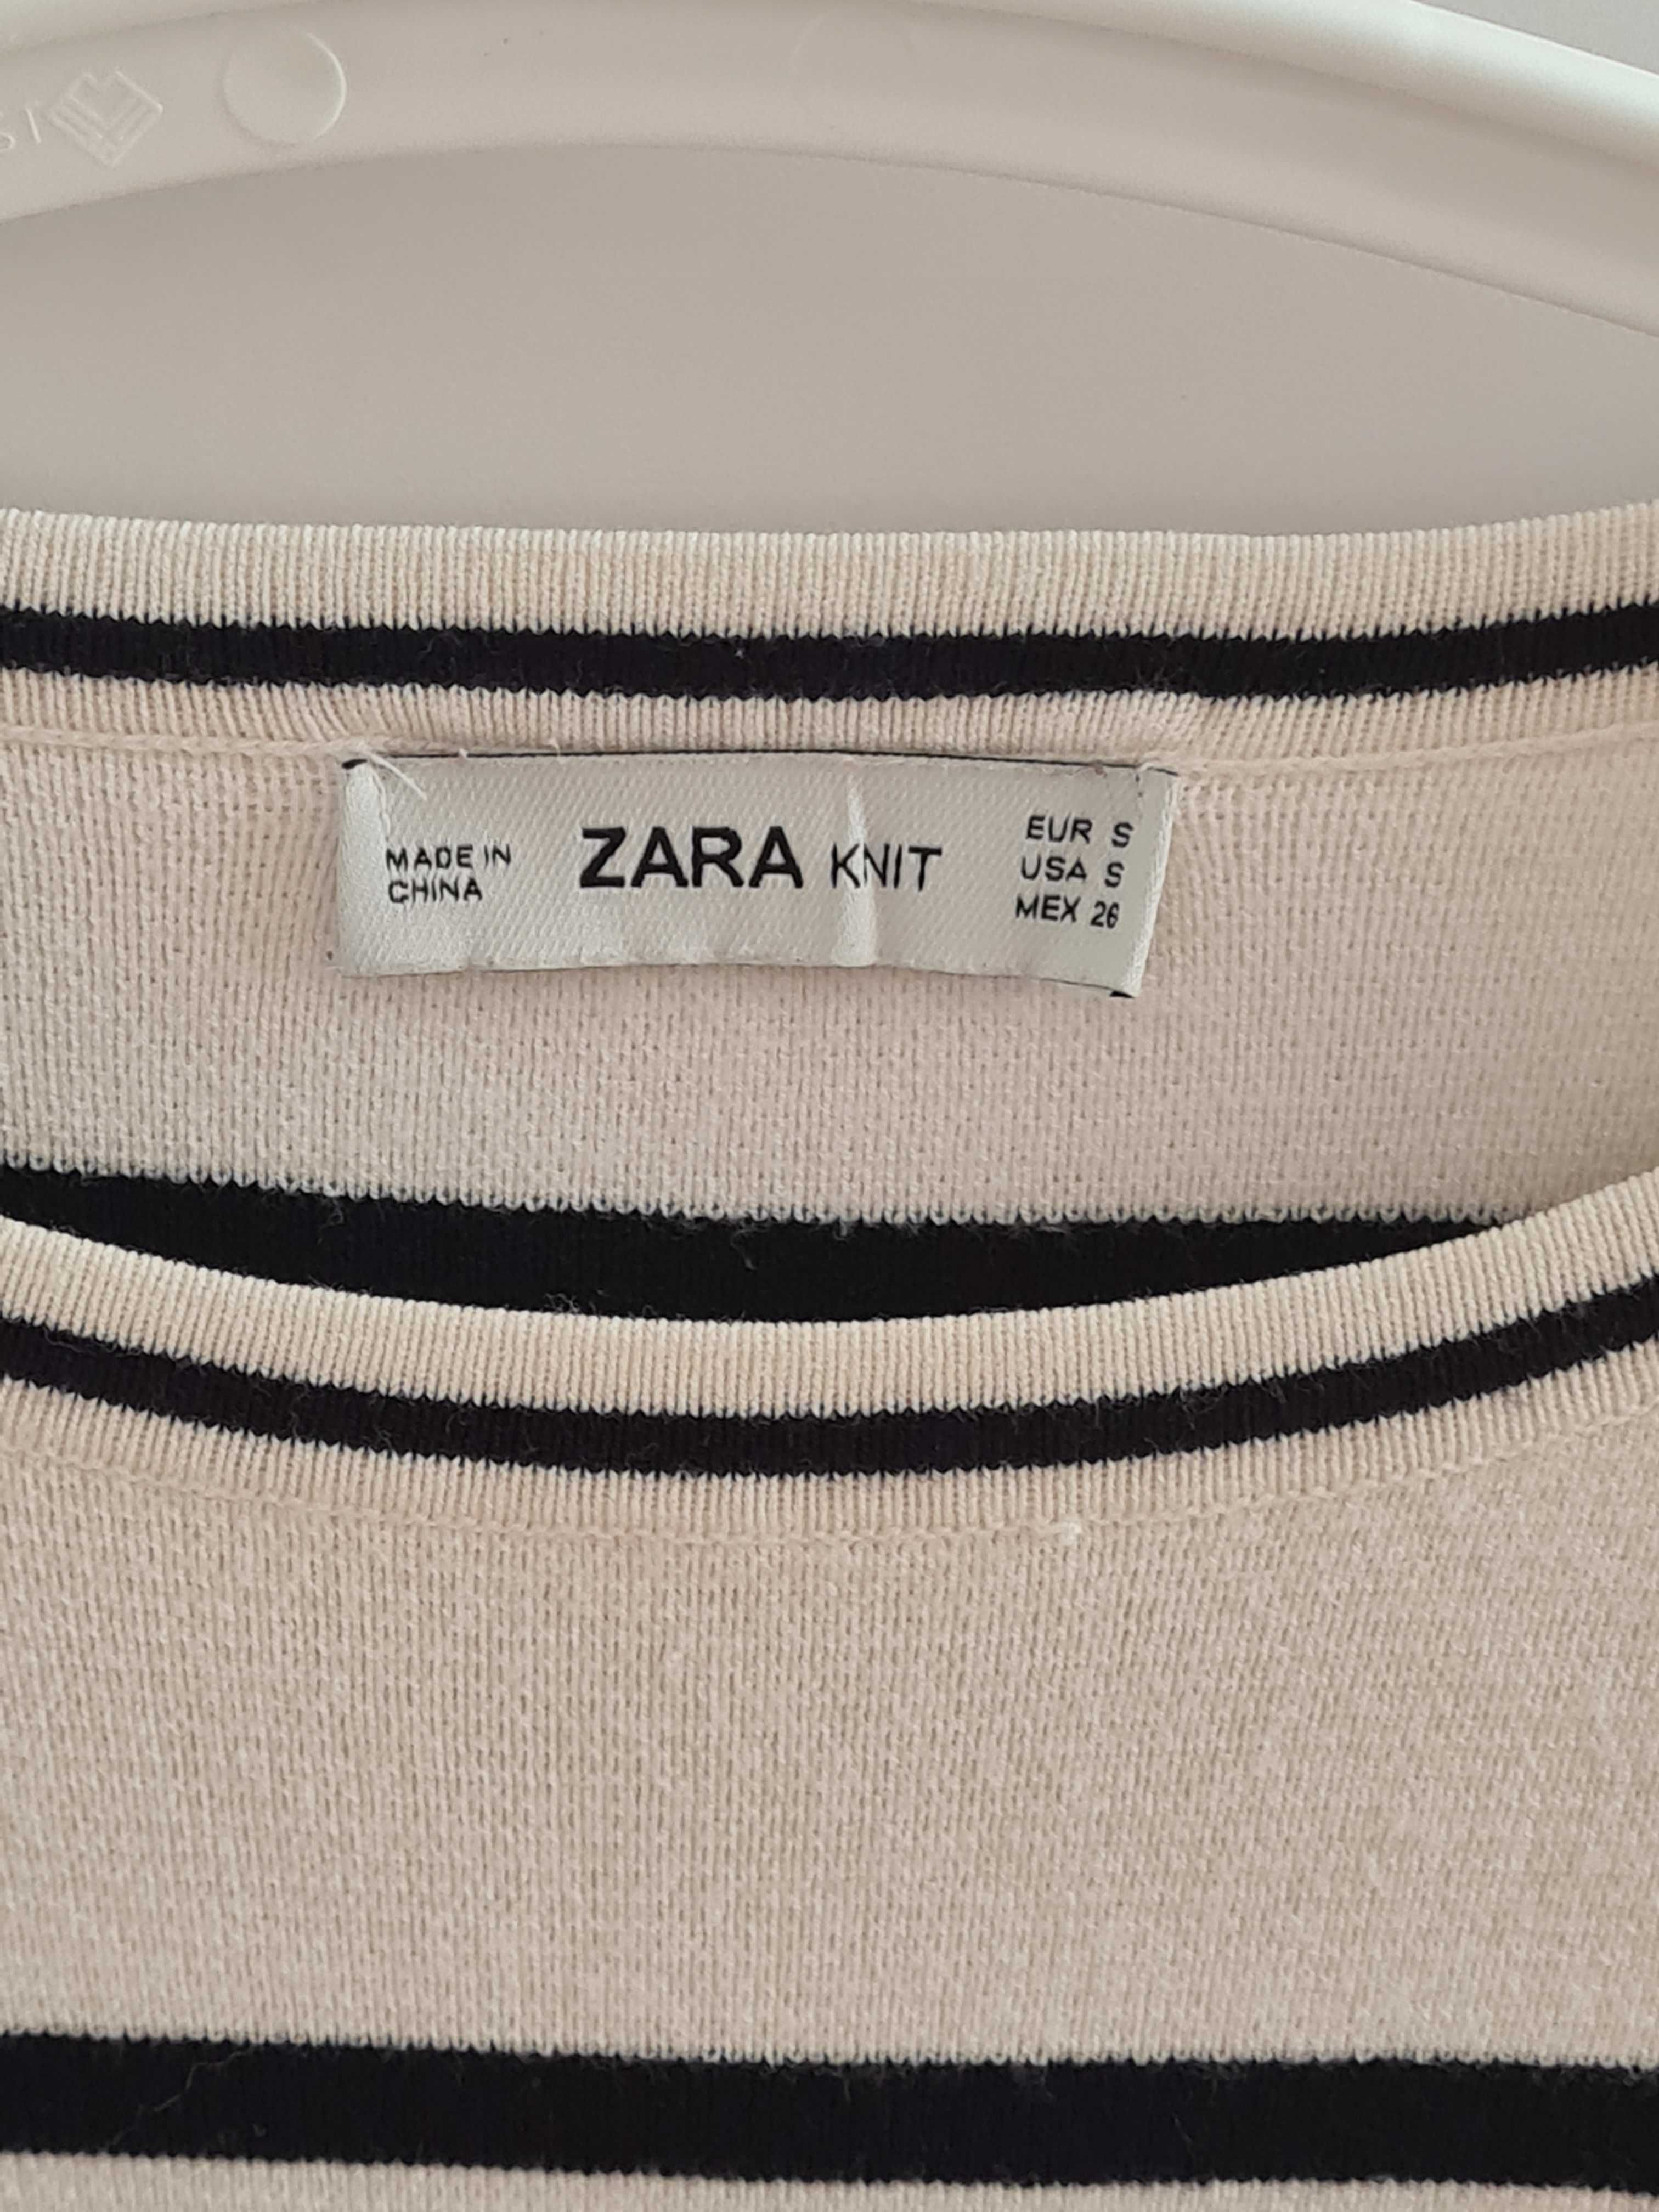 MADE IN
CHINA
ZARA KNIT
EUR S
USA S
MEX 26